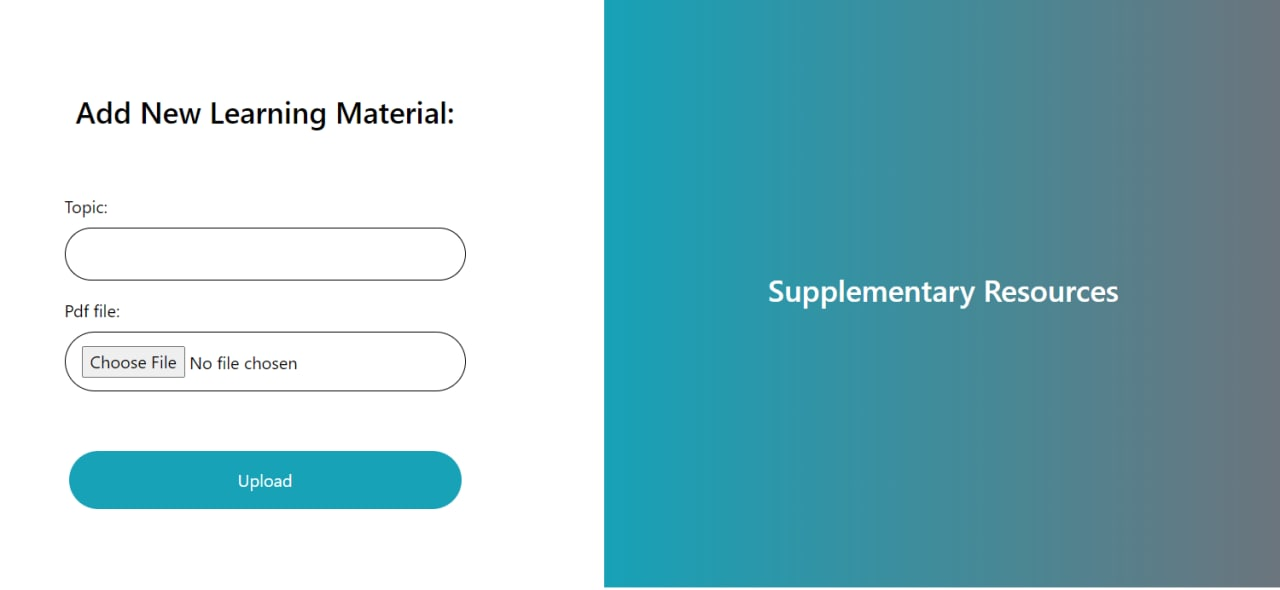 Add New Learning Material:
Topic:
Pdf file:
Choose File No file chosen
Upload
Supplementary Resources